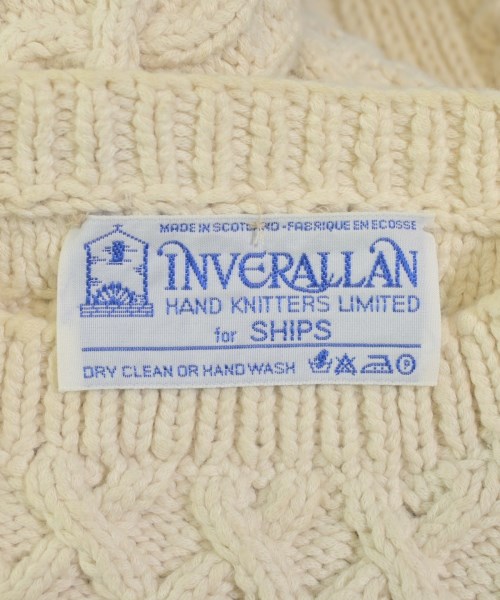 MADE IN SCOTLAND - FABRIQUE EN ECOSSE
INVERALLAN
HAND KNITTERS LIMITED
for SHIPS
DRY CLEAN OR HAND WASH P